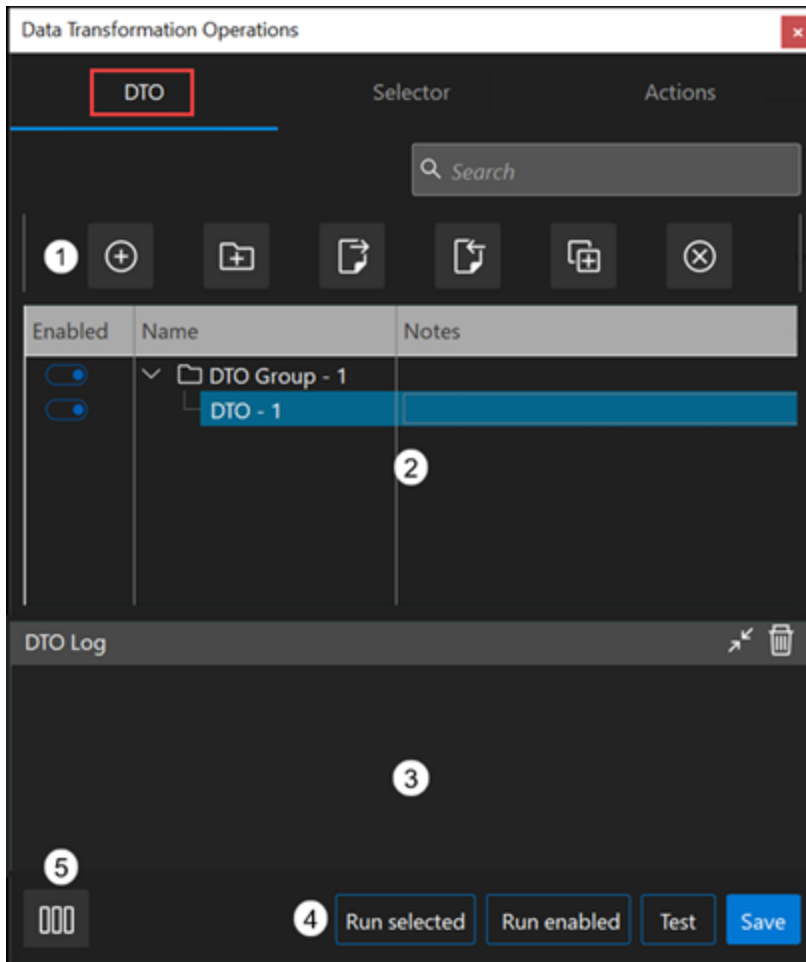 Data Transformation Operations
DTO Selector Actions
Search
1
Enabled Name Notes
DTO Group - 1
DTO - 1
2
DTO Log
3
5
4 Run selected Run enabled Test Save